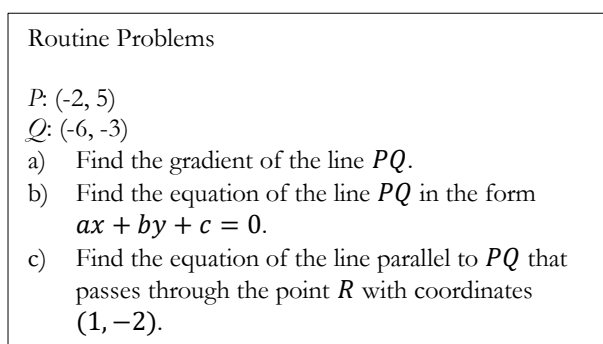 Routine Problems
P: (-2, 5)
Q: (-6, -3)
a) Find the gradient of the line PQ.
b) Find the equation of the line PQ in the form
ax + by + c = 0.
c) Find the equation of the line parallel to PQ that
passes through the point R with coordinates
(1, −2).